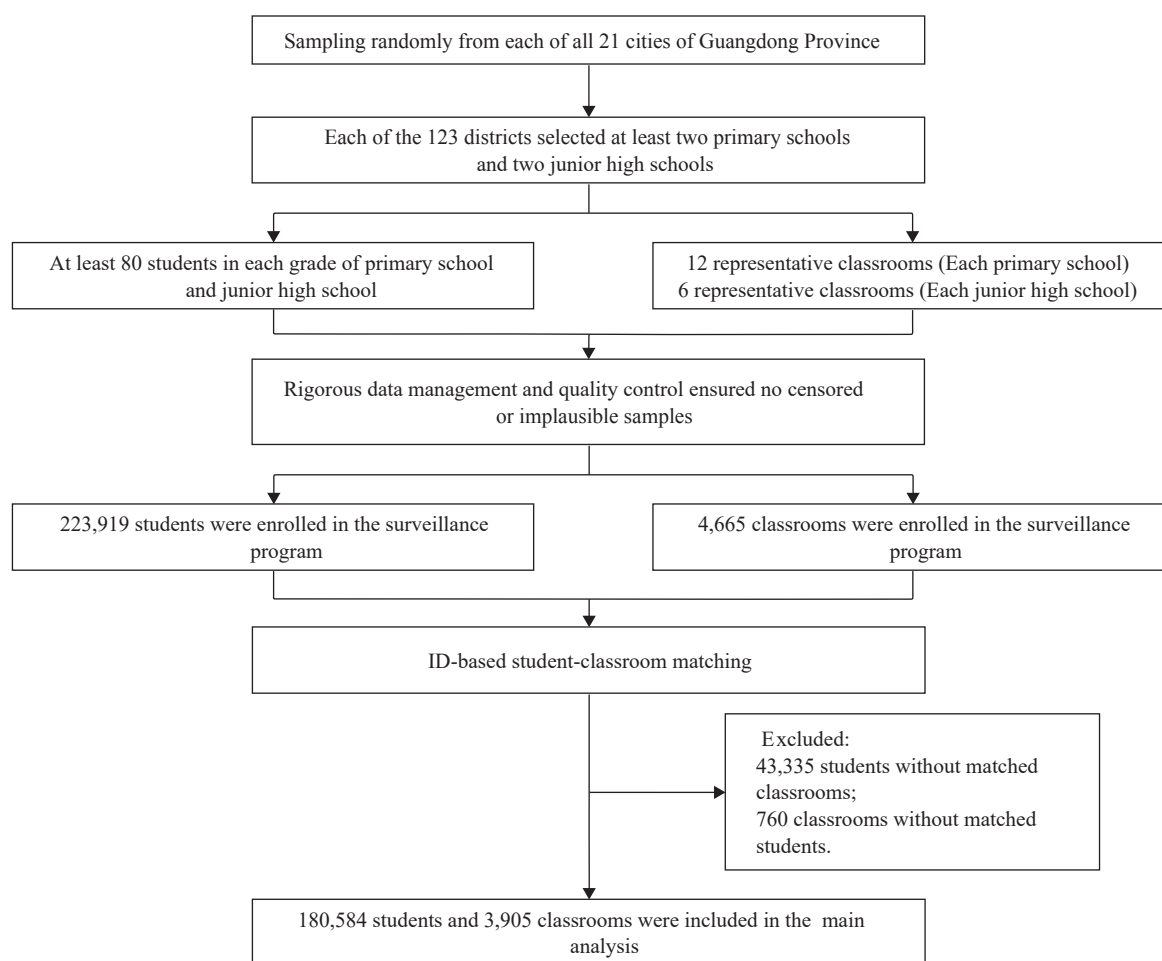 Sampling randomly from each of all 21 cities of Guangdong Province
Each of the 123 districts selected at least two primary schools
and two junior high schools
At least 80 students in each grade of primary school
and junior high school
12 representative classrooms (Each primary school)
6 representative classrooms (Each junior high school)
Rigorous data management and quality control ensured no censored
or implausible samples
223,919 students were enrolled in the surveillance
program
4,665 classrooms were enrolled in the surveillance
program
ID-based student-classroom matching
Excluded:
43,335 students without matched
classrooms;
760 classrooms without matched
students.
180,584 students and 3,905 classrooms were included in the main
analysis